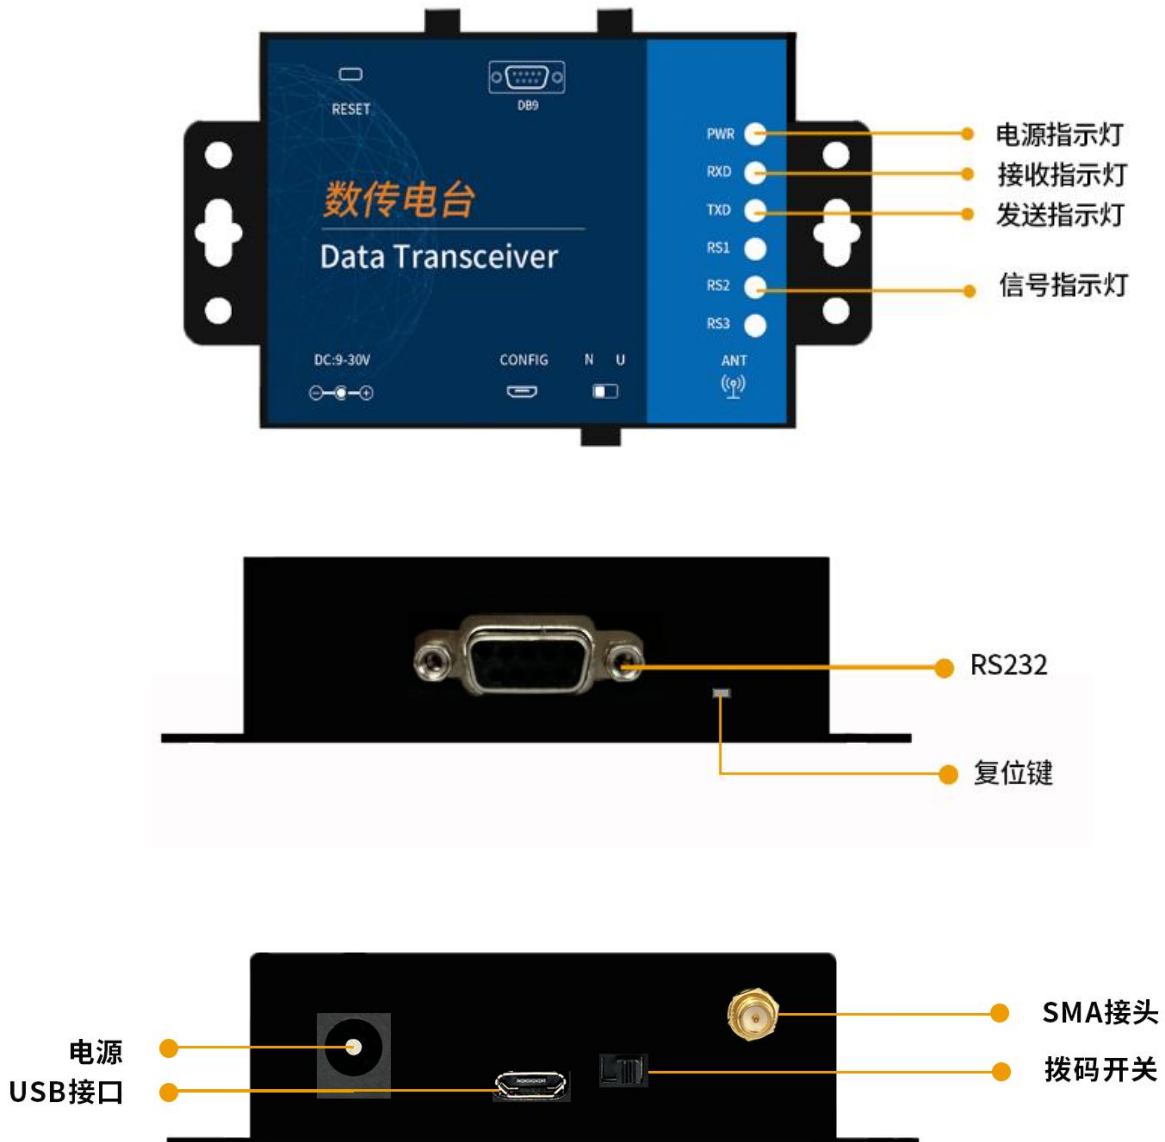 RESET
DB9
PWR
电源指示灯
RXD
接收指示灯
TXD
发送指示灯
RS1
RS2
信号指示灯
RS3
数传电台
Data Transceiver
DC:9-30V
CONFIG
N U
ANT
RS232
复位键
SMA接头
电源
拨码开关
USB接口